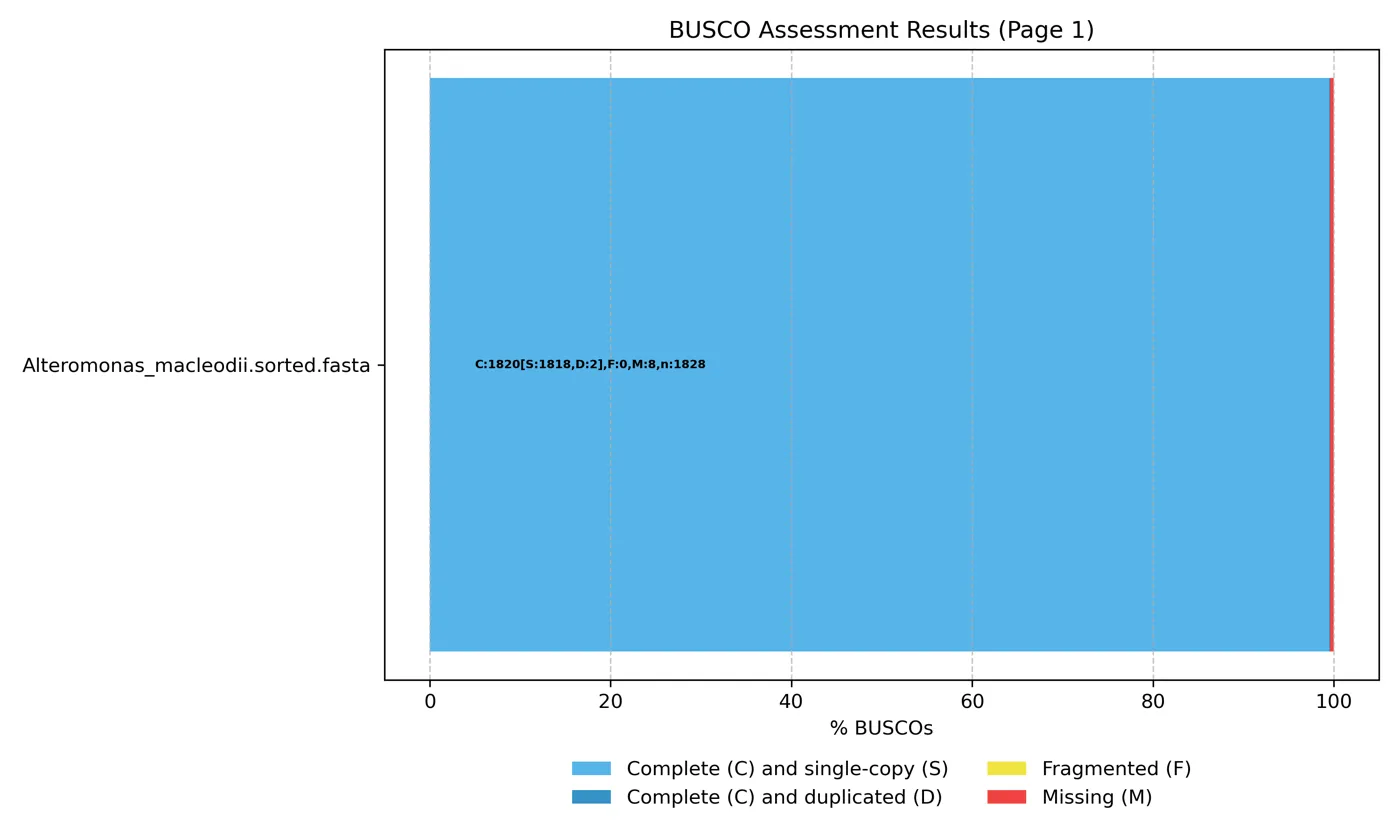 BUSCO Assessment Results (Page 1)
Alteromonas_macleodii.sorted.fasta
C:1820[S:1818,D:2],F:0,M:8,n:1828
0 20 40 60 80 100
% BUSCOs
Complete (C) and single-copy (S) Fragmented (F)
Complete (C) and duplicated (D) Missing (M)